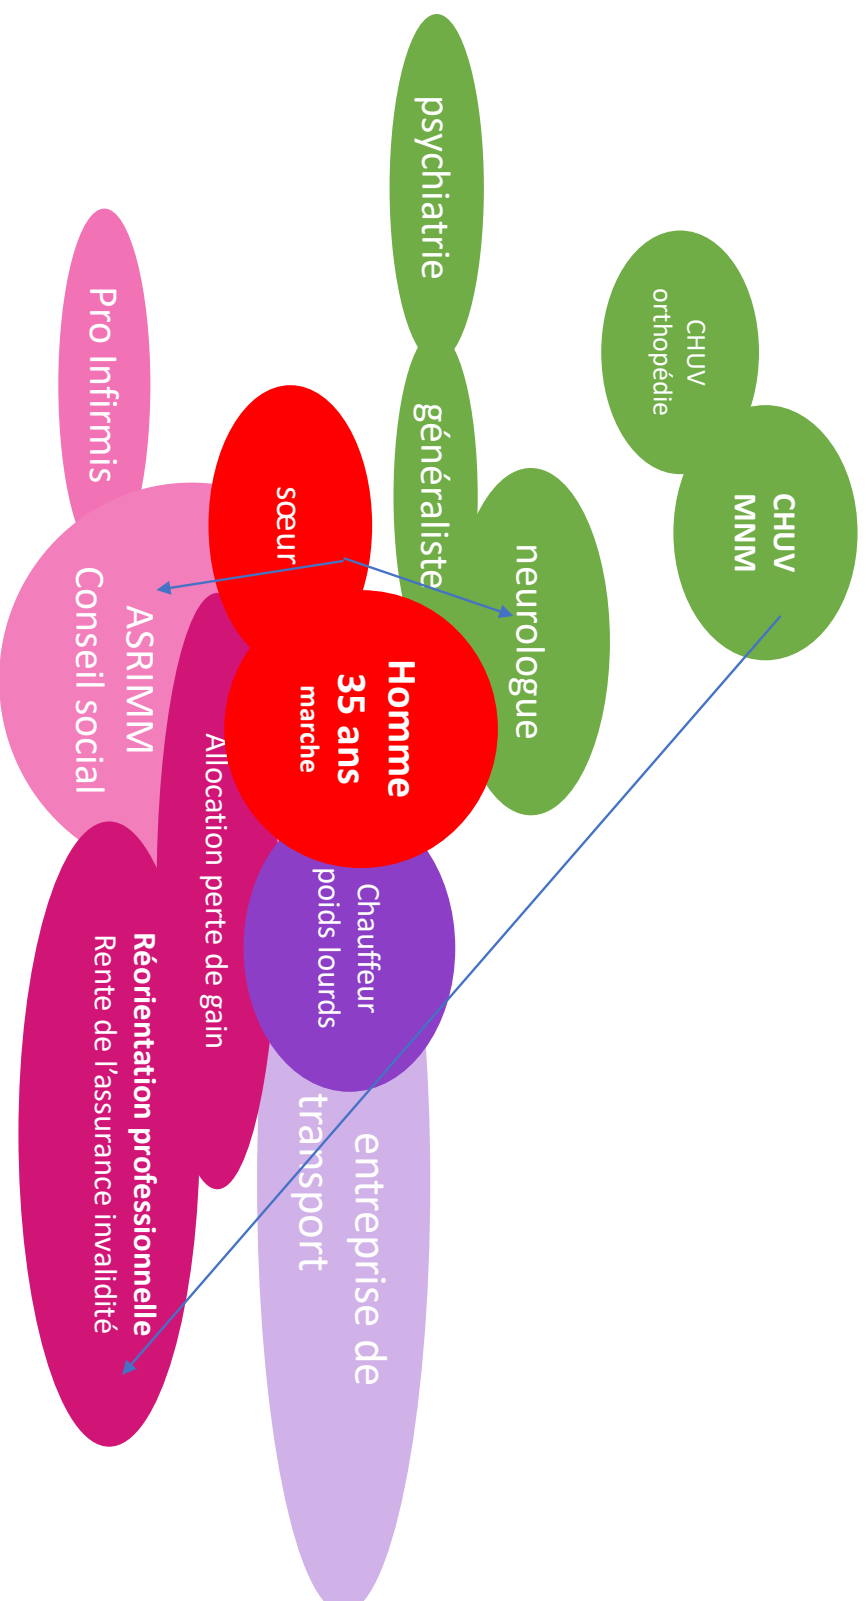 CHUV
orthopédie
CHUV
MNM
psychiatrie
généraliste
neurologue
sœur
Homme
35 ans
marche
Chauffeur
poids lourds
entreprise de
transport
Pro Infirmis
ASRIMM
Conseil social
Allocation perte de gain
Réorientation professionnelle
Rente de l’assurance invalidité